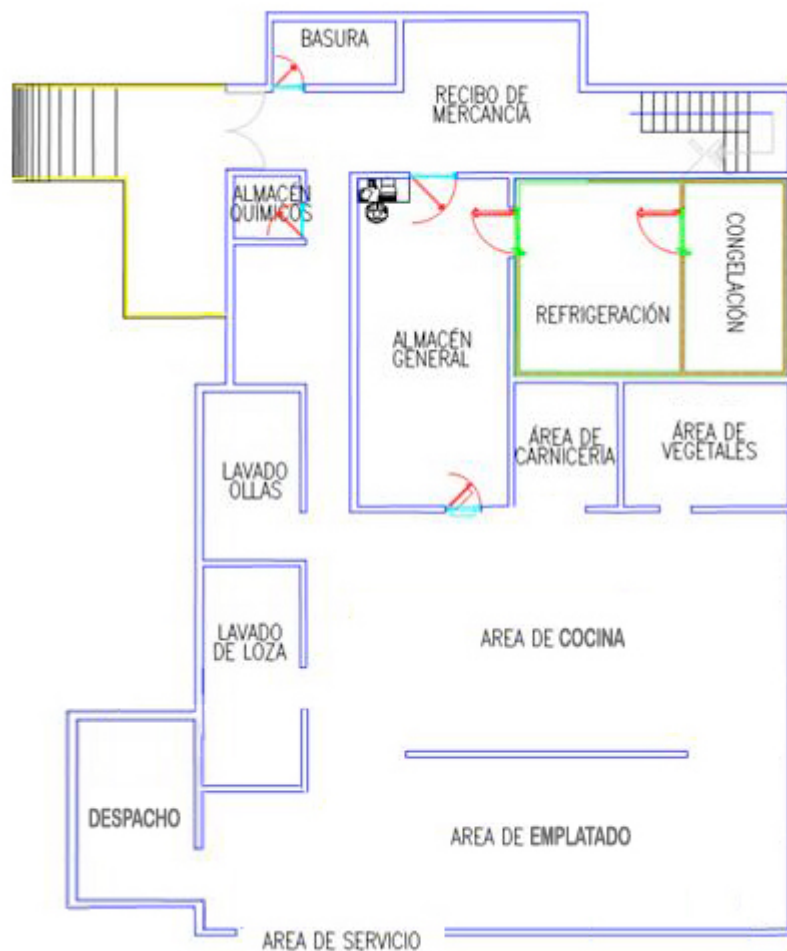 BASURA
RECIBO DE
MERCANCÍA
ALMACÉN
QUÍMICOS
CONGELACIÓN
REFRIGERACIÓN
ALMACÉN
GENERAL
ÁREA DE
CARNICERIA
ÁREA DE
VEGETALES
LAVADO
OLLAS
LAVADO
DE LOZA
AREA DE COCINA
DESPACHO
AREA DE EMPLATADO
AREA DE SERVICIO